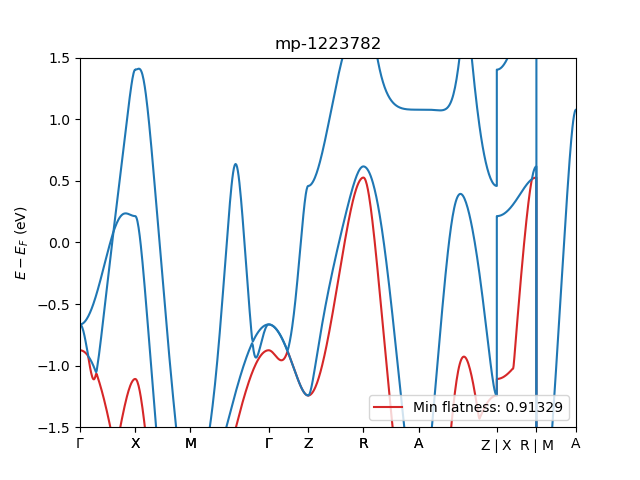 mp-1223782
E − E_F (eV)
1.5
1.0
0.5
0.0
−0.5
−1.0
−1.5
Min flatness: 0.91329
Γ X M Γ Z R A Z | X R | M A